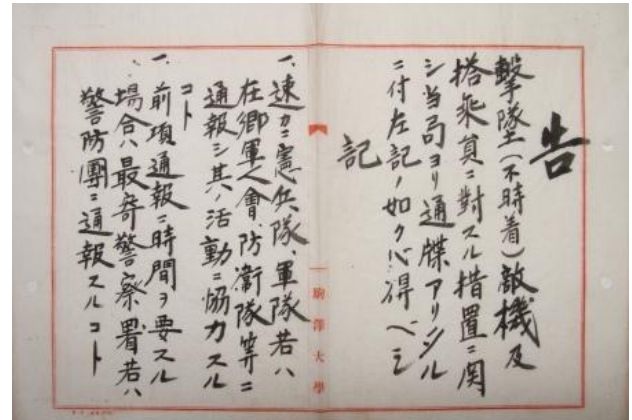 告
撃隊墜(不時着)敵機及
搭乗員ニ對スル措置ニ関
シ当局ヨリ通牒アリシ
ニ付左記ノ如ク心得ベシ
記
一、速カニ憲兵隊、軍隊若ハ
在郷軍人會、防衛隊等ニ
通報シ其ノ活動ニ協力スル
コト
一、前項通報ニ時間ヲ要スル
場合ハ最寄警察署若ハ
警防團ニ通報スルコト
駒澤大學